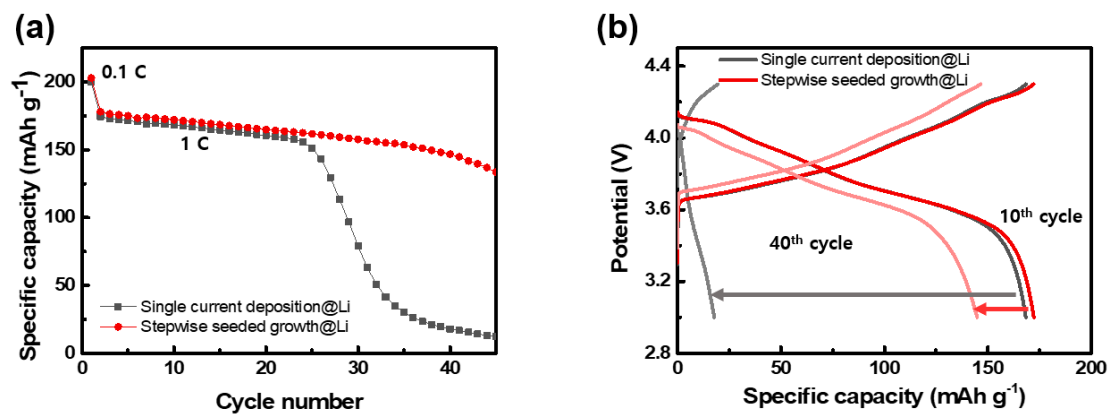 (a)
Specific capacity (mAh g⁻¹)
200
150
100
50
0
0.1 C
1 C
Single current deposition@Li
Stepwise seeded growth@Li
0
10
20
30
40
Cycle number
(b)
Potential (V)
4.4
4.0
3.6
3.2
2.8
Single current deposition@Li
Stepwise seeded growth@Li
10th cycle
40th cycle
0
50
100
150
200
Specific capacity (mAh g⁻¹)